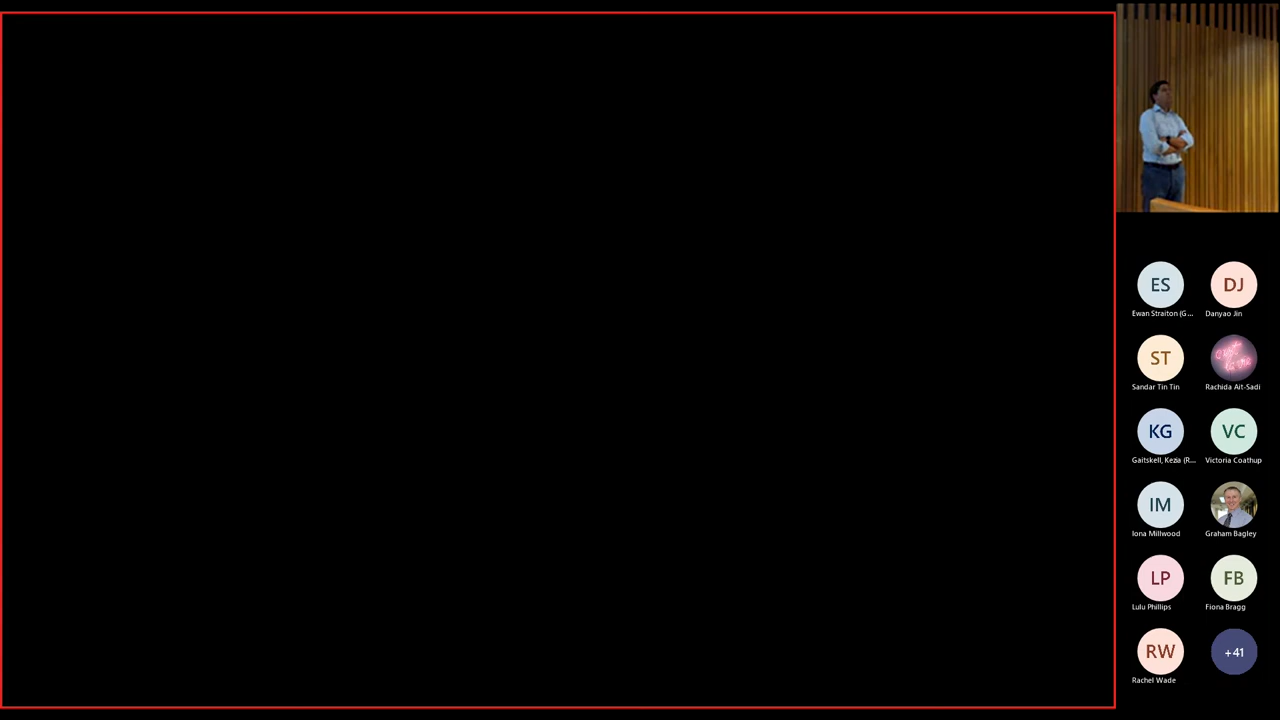 ES DJ
Ewan Straiton (G... Danyao Jin
ST
Sandar Tin Tin Rachida Ait-Sadi
KG VC
Gaitskell, Kezia (R... Victoria Coathup
IM
Iona Millwood Graham Bagley
LP FB
Lulu Phillips Fiona Bragg
RW +41
Rachel Wade